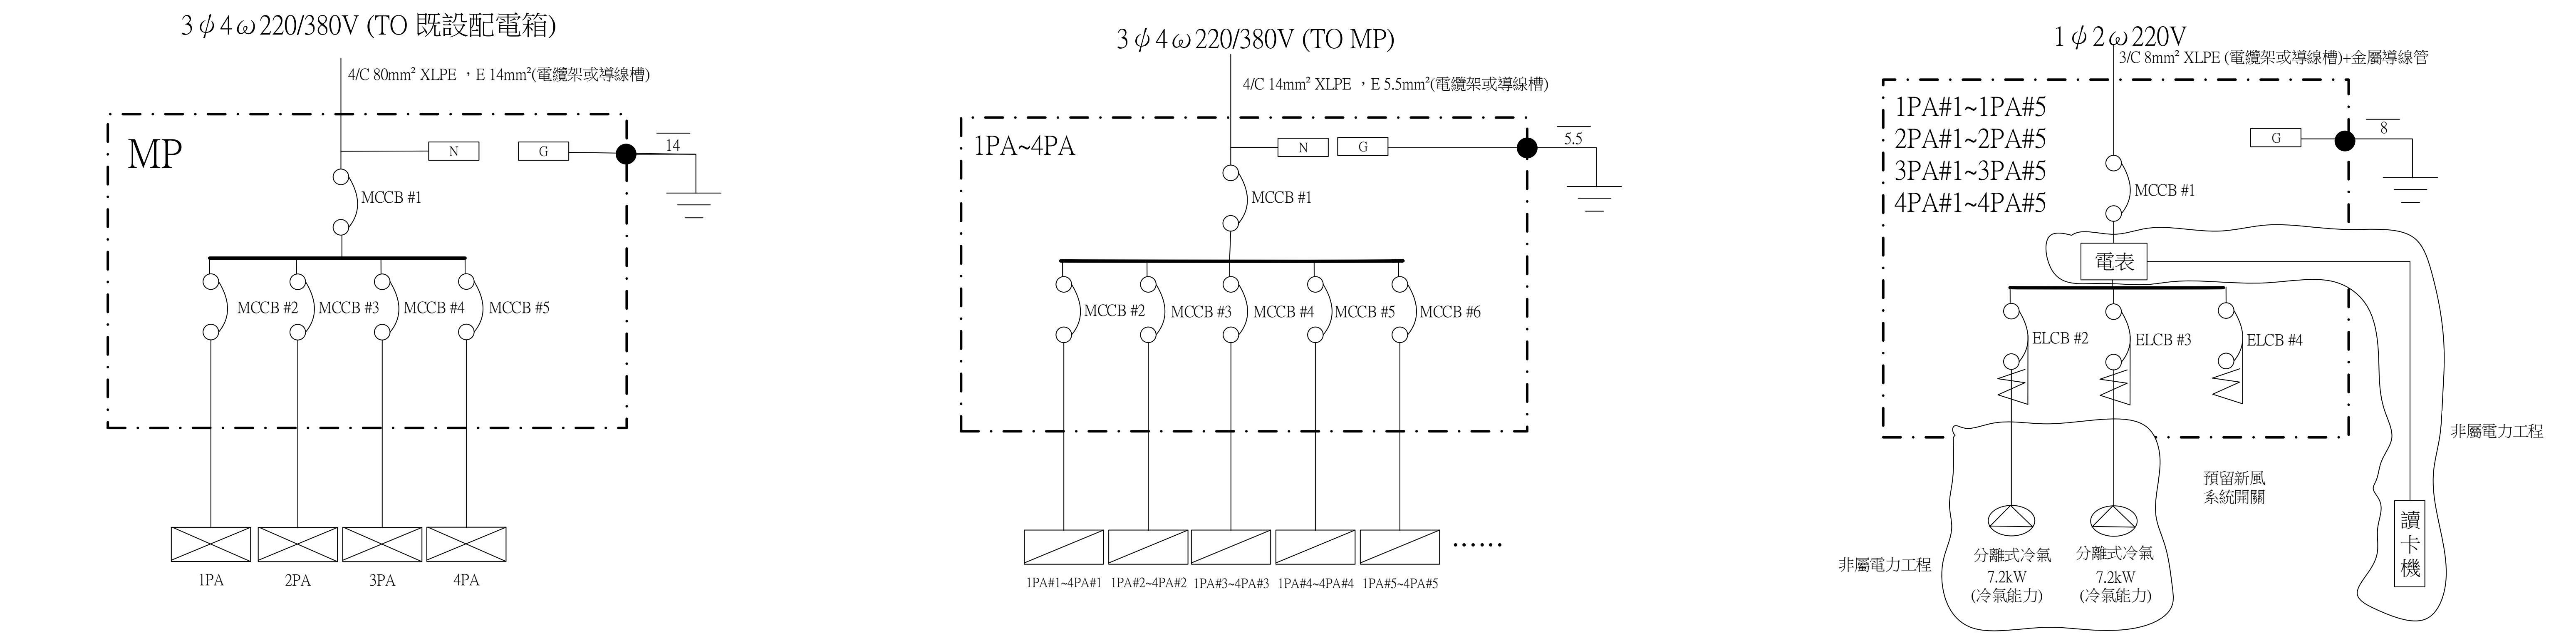 3ψ4ω220/380V (TO 既設配電箱)
4/C 80mm² XLPE ，E 14mm²(電纜架或導線槽)
MP
N
G
14
MCCB #1
MCCB #2
MCCB #3
MCCB #4
MCCB #5
1PA
2PA
3PA
4PA
3ψ4ω220/380V (TO MP)
4/C 14mm² XLPE ，E 5.5mm²(電纜架或導線槽)
1PA~4PA
N
G
5.5
MCCB #1
MCCB #2
MCCB #3
MCCB #4
MCCB #5
MCCB #6
1PA#1~4PA#1
1PA#2~4PA#2
1PA#3~4PA#3
1PA#4~4PA#4
1PA#5~4PA#5
······
1ψ2ω220V
3/C 8mm² XLPE (電纜架或導線槽)+金屬導線管
1PA#1~1PA#5
2PA#1~2PA#5
3PA#1~3PA#5
4PA#1~4PA#5
G
8
MCCB #1
電表
ELCB #2
ELCB #3
ELCB #4
非屬電力工程
預留新風
系統開關
讀
卡
機
非屬電力工程
分離式冷氣
7.2kW
(冷氣能力)
分離式冷氣
7.2kW
(冷氣能力)